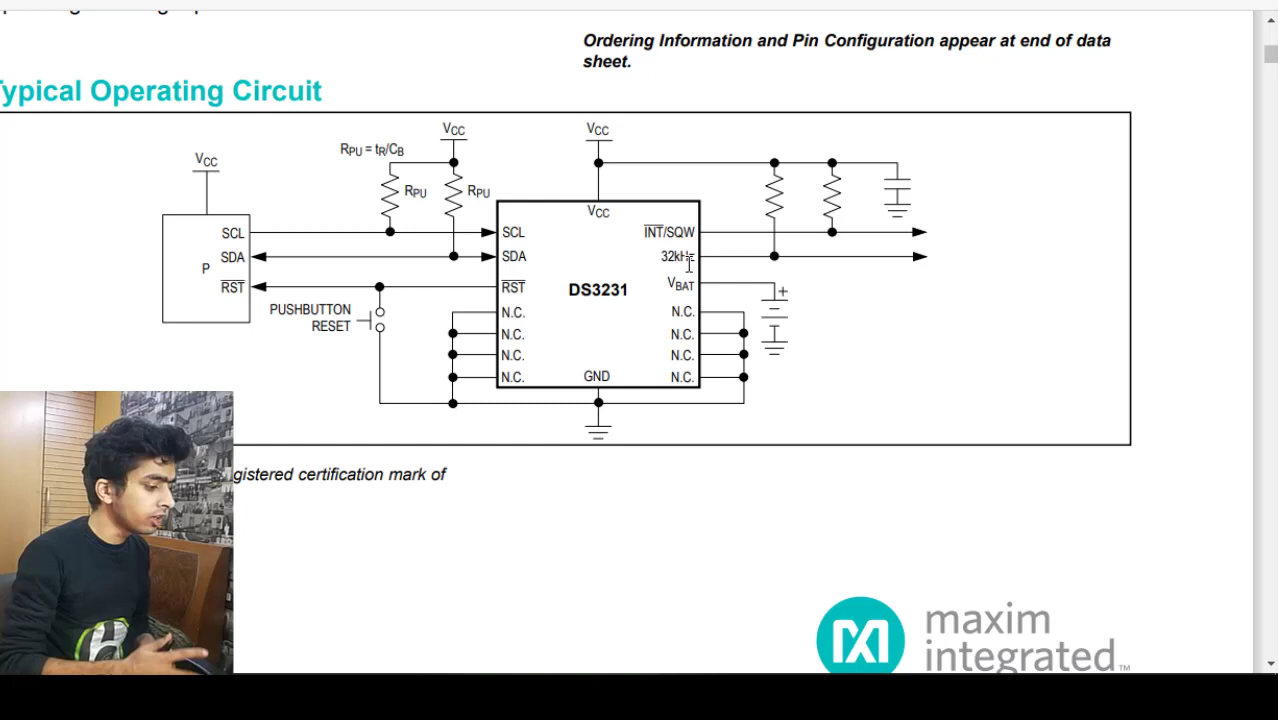 Ordering Information and Pin Configuration appear at end of data
sheet.
ypical Operating Circuit
VCC
VCC
RPU = tR/CB
VCC
RPU
RPU
VCC
SCL
SCL
INT/SQW
SDA
SDA
32kHz
P
RST
RST
DS3231
VBAT
+
PUSHBUTTON
RESET
N.C.
N.C.
N.C.
N.C.
N.C.
N.C.
N.C.
GND
N.C.
gistered certification mark of
maxim
integrated
TM